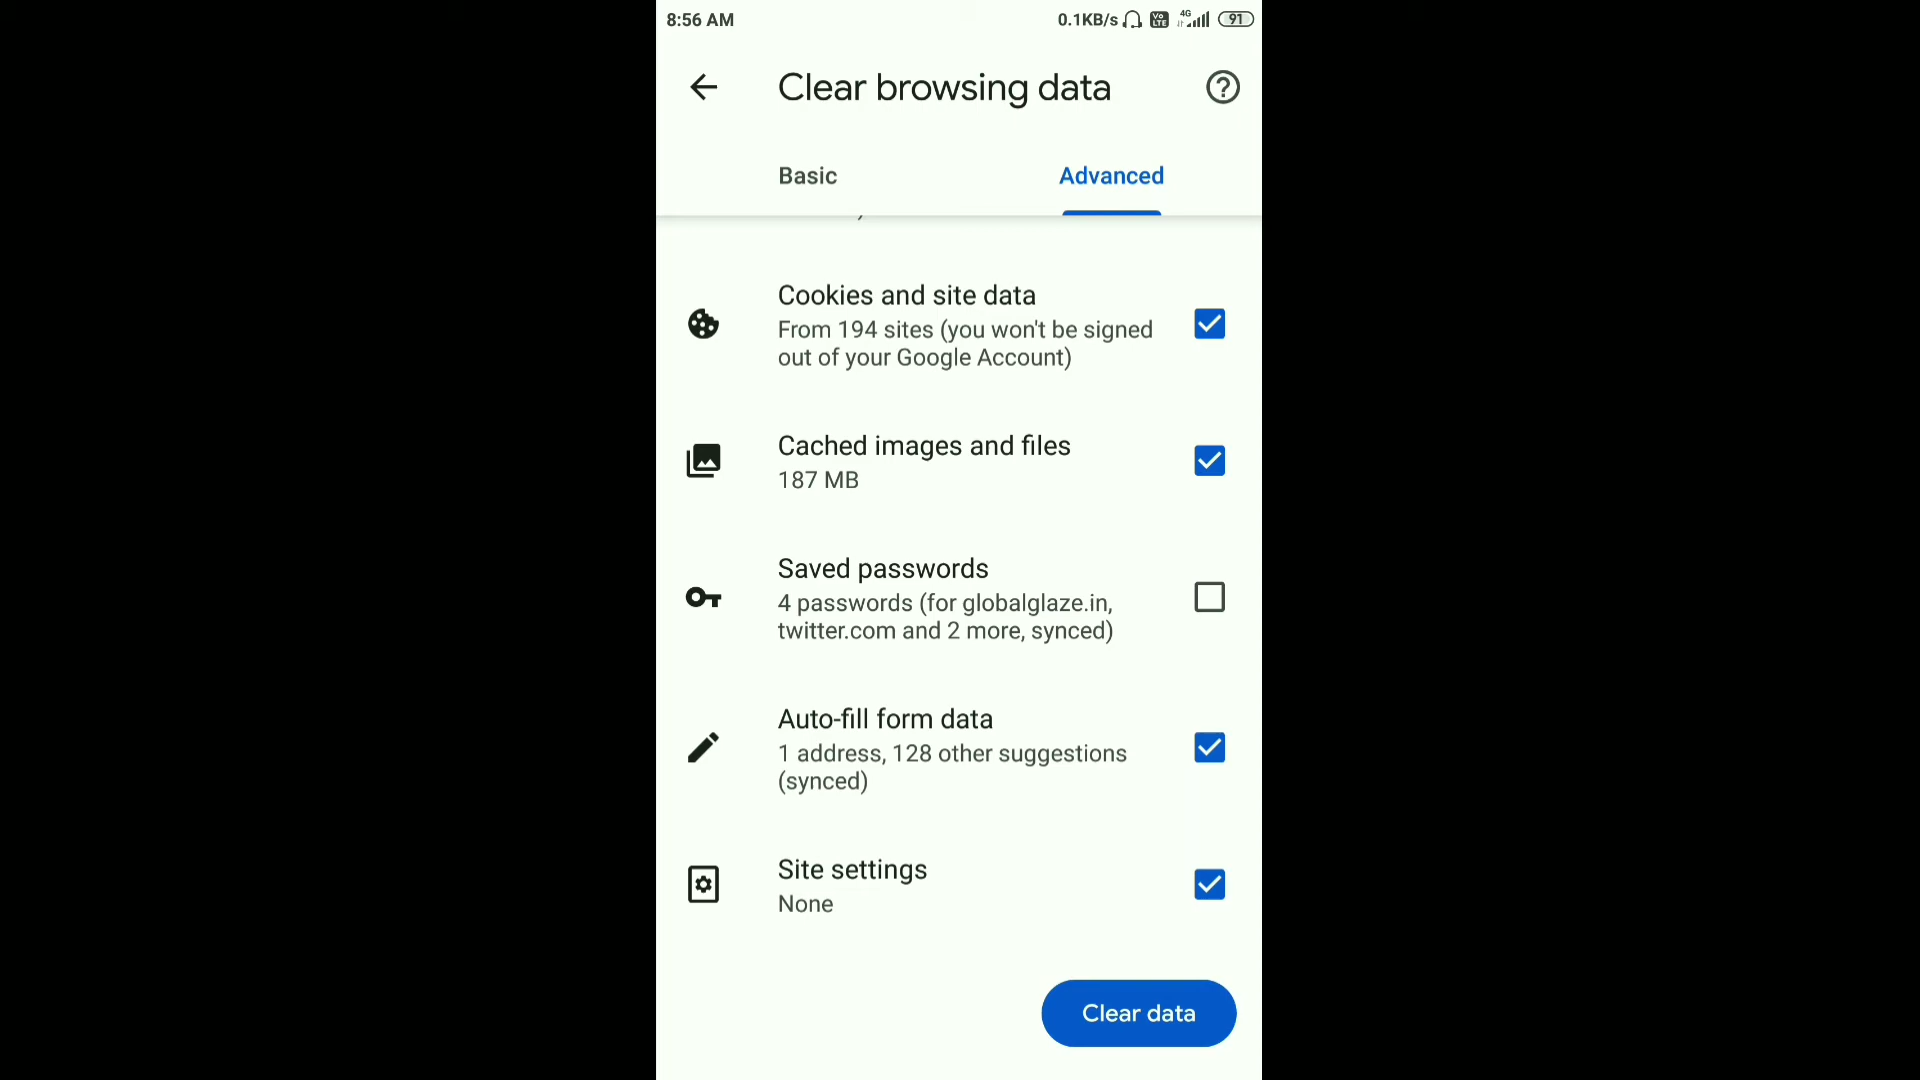 8:56 AM
0.1KB/s
Vo LTE
4G
91
Clear browsing data
Basic
Advanced
Cookies and site data
From 194 sites (you won't be signed
out of your Google Account)
Cached images and files
187 MB
Saved passwords
4 passwords (for globalglaze.in,
twitter.com and 2 more, synced)
Auto-fill form data
1 address, 128 other suggestions
(synced)
Site settings
None
Clear data